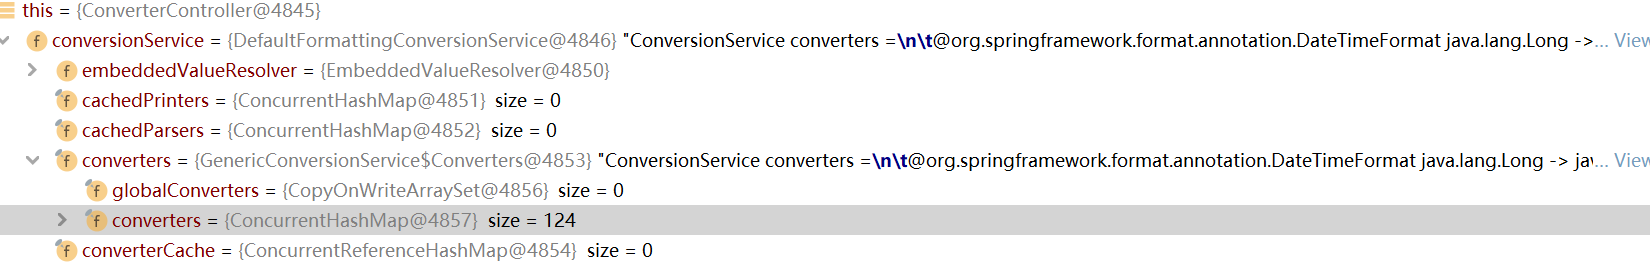 this = {ConverterController@4845}
f conversionService = {DefaultFormattingConversionService@4846} "ConversionService converters =\n\t@org.springframework.format.annotation.DateTimeFormat java.lang.Long ->... View
f embeddedValueResolver = {EmbeddedValueResolver@4850}
f cachedPrinters = {ConcurrentHashMap@4851} size = 0
f cachedParsers = {ConcurrentHashMap@4852} size = 0
f converters = {GenericConversionService$Converters@4853} "ConversionService converters =\n\t@org.springframework.format.annotation.DateTimeFormat java.lang.Long -> jav... View
f globalConverters = {CopyOnWriteArraySet@4856} size = 0
f converters = {ConcurrentHashMap@4857} size = 124
f converterCache = {ConcurrentReferenceHashMap@4854} size = 0